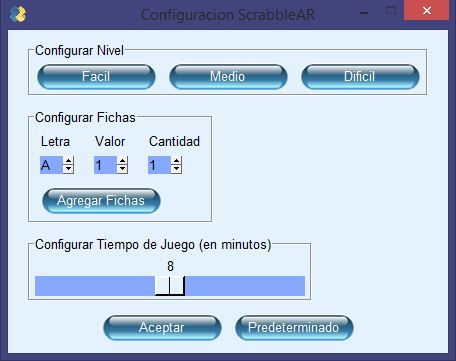 Configuracion ScrabbleAR
Configurar Nivel
Facil Medio Dificil
Configurar Fichas
Letra Valor Cantidad
A 1 1
Agregar Fichas
Configurar Tiempo de Juego (en minutos)
8
Aceptar Predeterminado